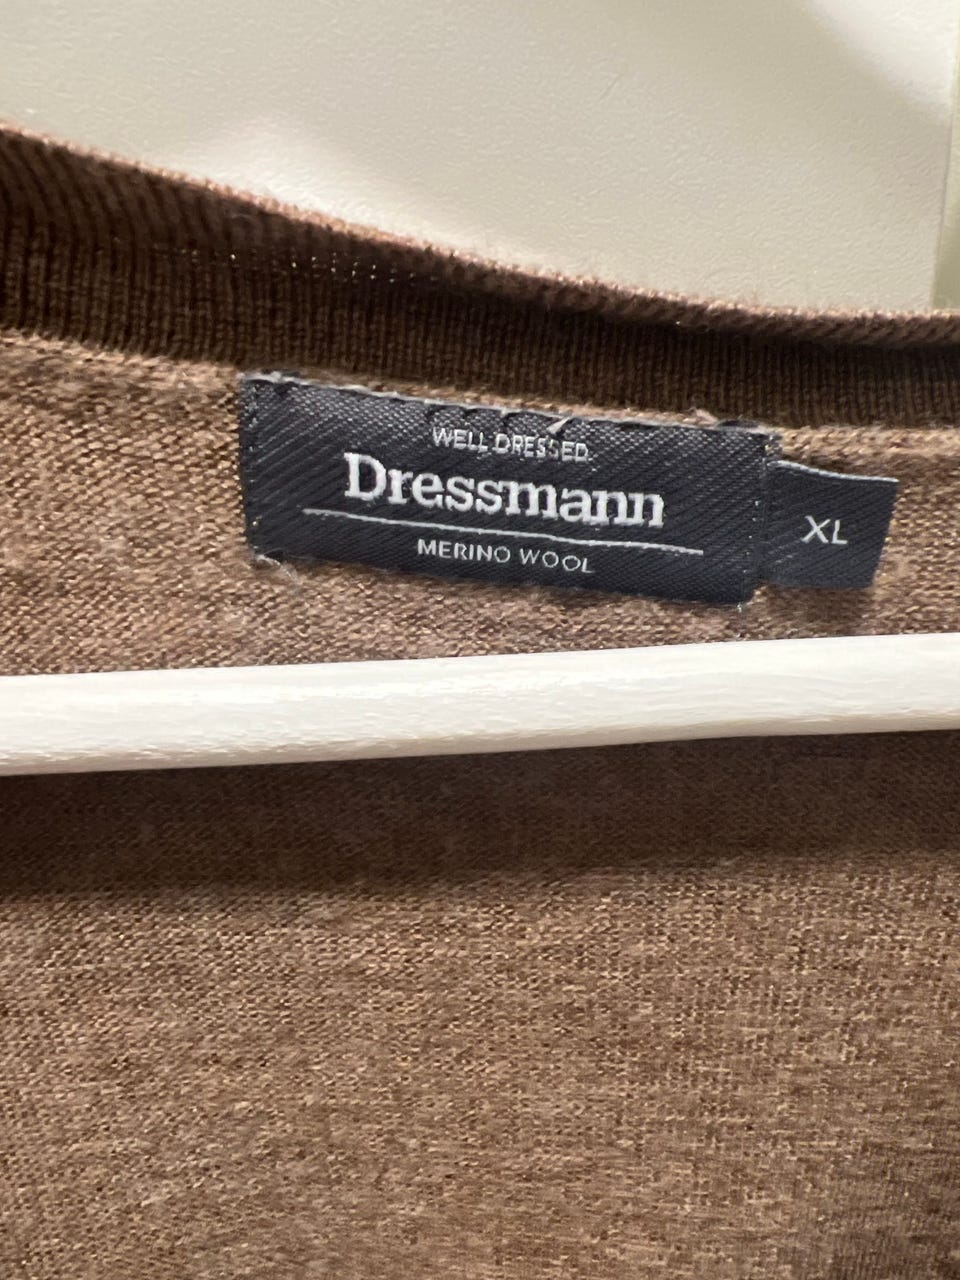 WELL DRESSED.
Dressmann
MERINO WOOL
XL